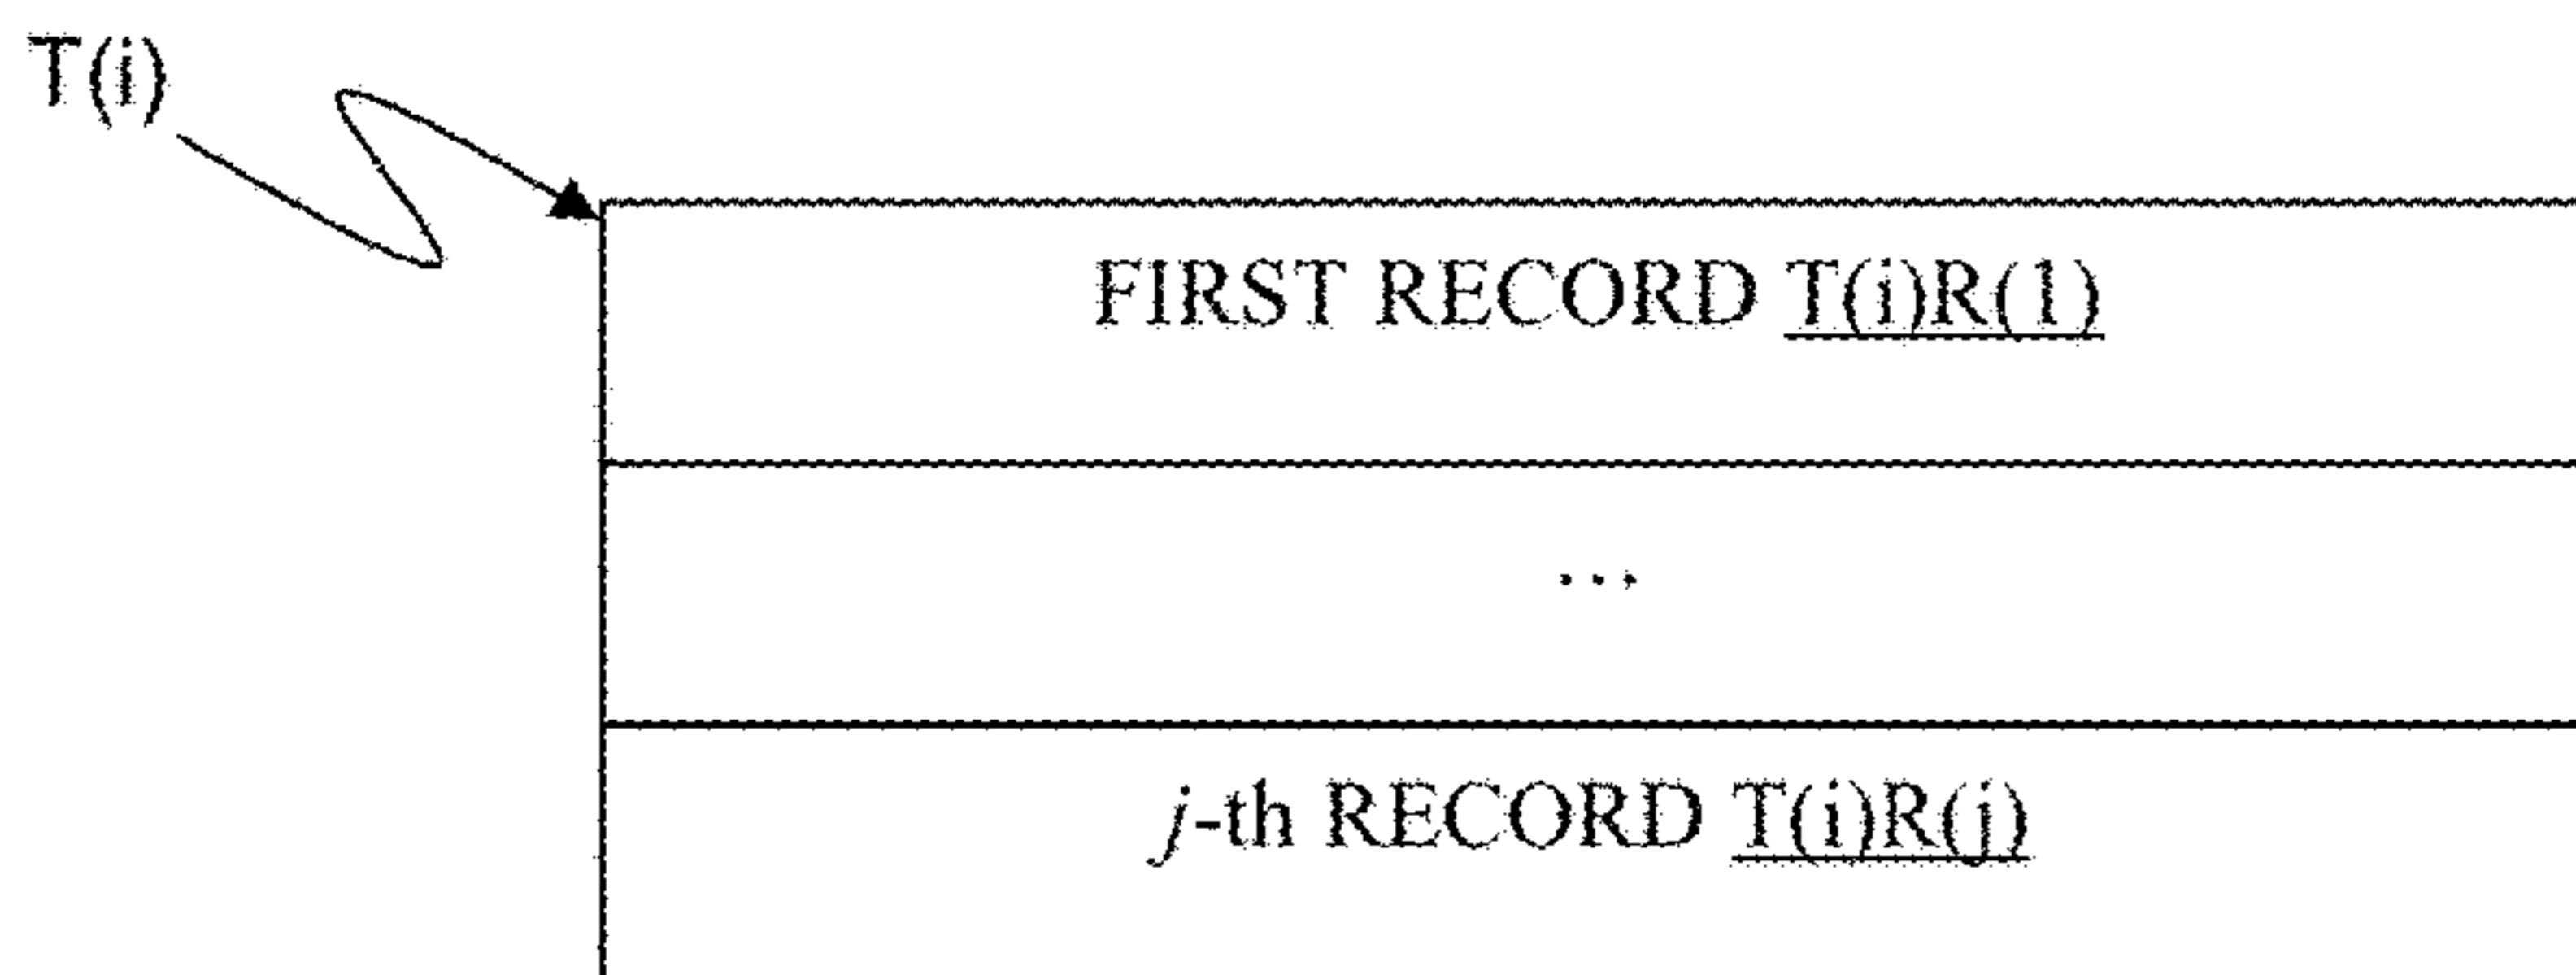 T(i)
FIRST RECORD T(i)R(1)
...
j-th RECORD T(i)R(j)